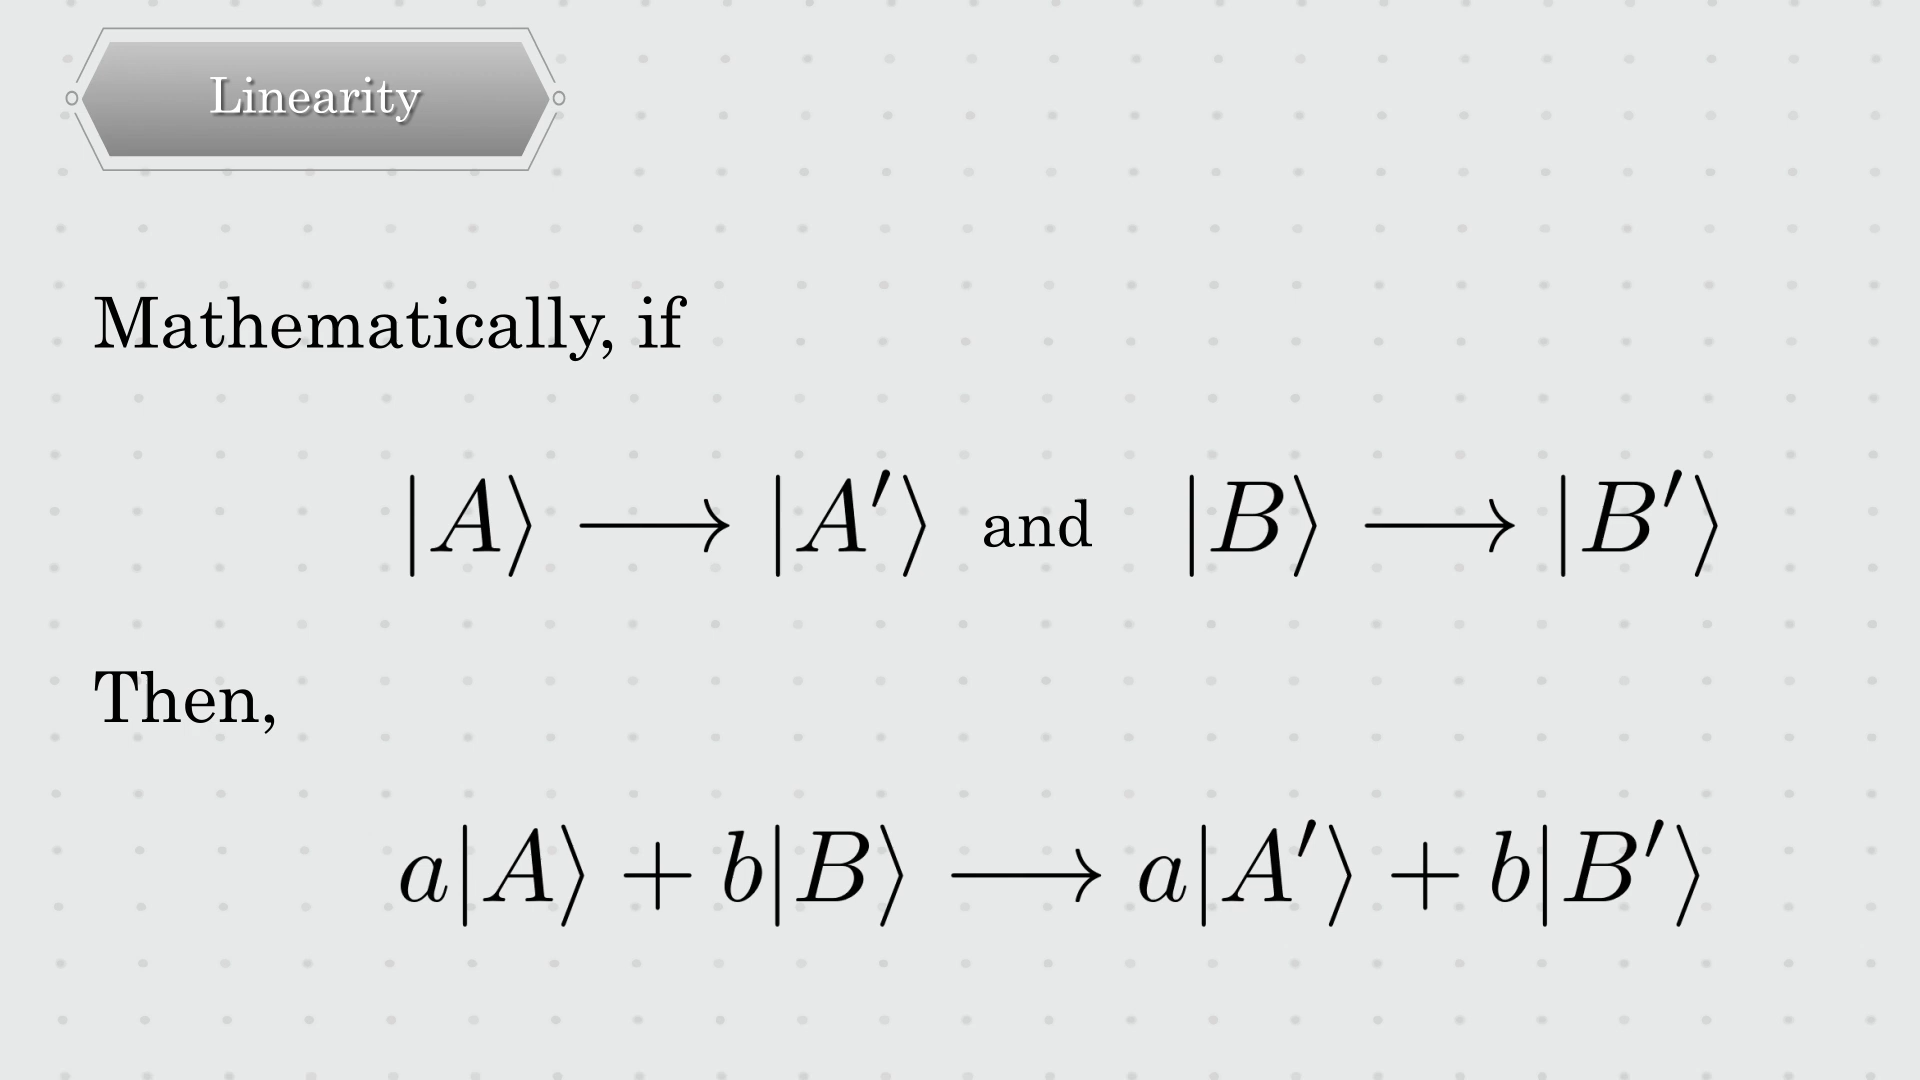 Linearity
Mathematically, if
|A⟩ ⟶ |A′⟩ and |B⟩ ⟶ |B′⟩
Then,
a|A⟩ + b|B⟩ ⟶ a|A′⟩ + b|B′⟩